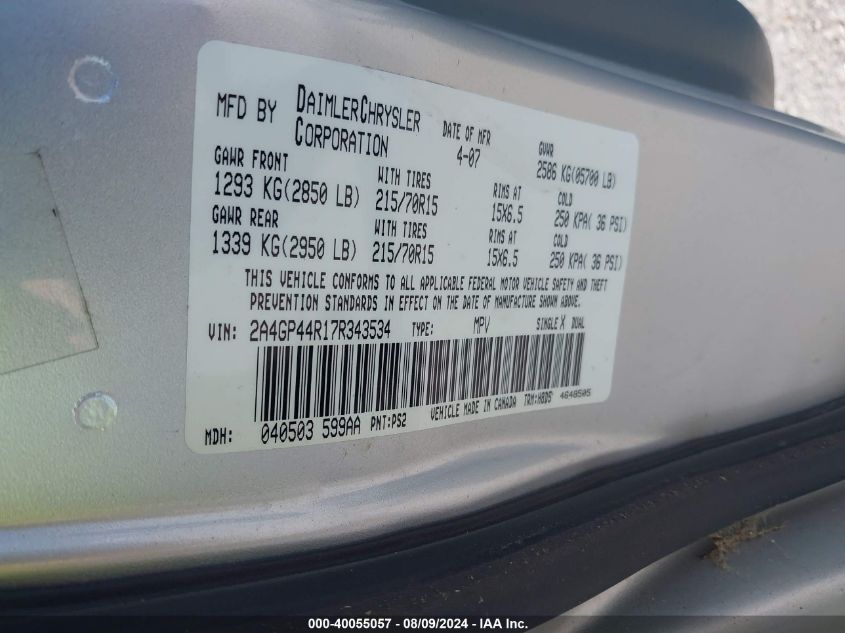 MFD BY DAIMLERCHRYSLER CORPORATION DATE OF MFR 4-07 GVWR 2586 KG(05700 LB)
GAWR FRONT WITH TIRES RIMS AT COLD
1293 KG(2850 LB) 215/70R15 15X6.5 250 KPA( 36 PSI)
GAWR REAR WITH TIRES RIMS AT COLD
1339 KG(2950 LB) 215/70R15 15X6.5 250 KPA( 36 PSI)
THIS VEHICLE CONFORMS TO ALL APPLICABLE FEDERAL MOTOR VEHICLE SAFETY AND THEFT
PREVENTION STANDARDS IN EFFECT ON THE DATE OF MANUFACTURE SHOWN ABOVE.
VIN: 2A4GP44R17R343534 TYPE: MPV SINGLE X DUAL
MDH: 040503 599AA PNT:PS2 VEHICLE MADE IN CANADA TRM:H8D5 4648505
000-40055057 - 08/09/2024 - COPYRIGHT IAA, INC.